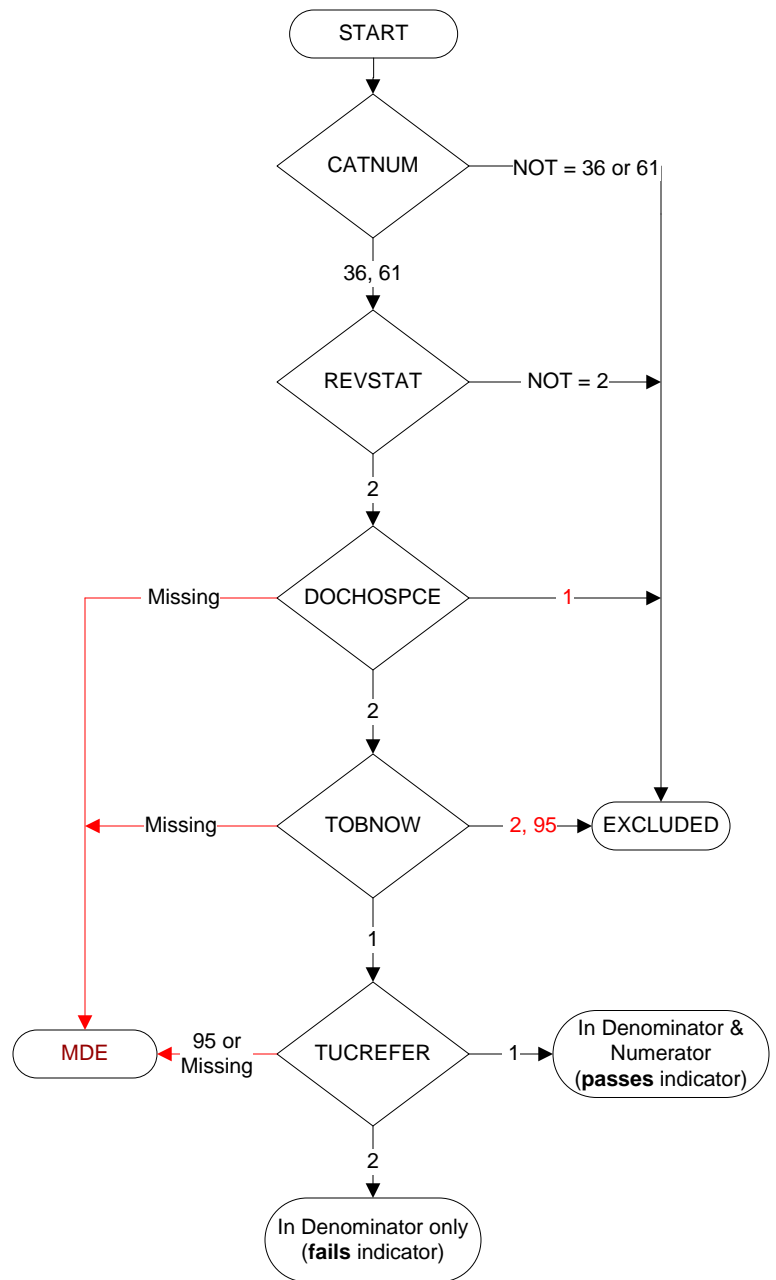 START
CATNUM
NOT = 36 or 61
36, 61
REVSTAT
NOT = 2
2
Missing
DOCHOSPCE
1
2
Missing
TOBNOW
2, 95
EXCLUDED
1
MDE
95 or
Missing
TUCREFER
1
In Denominator &
Numerator
(passes indicator)
2
In Denominator only
(fails indicator)